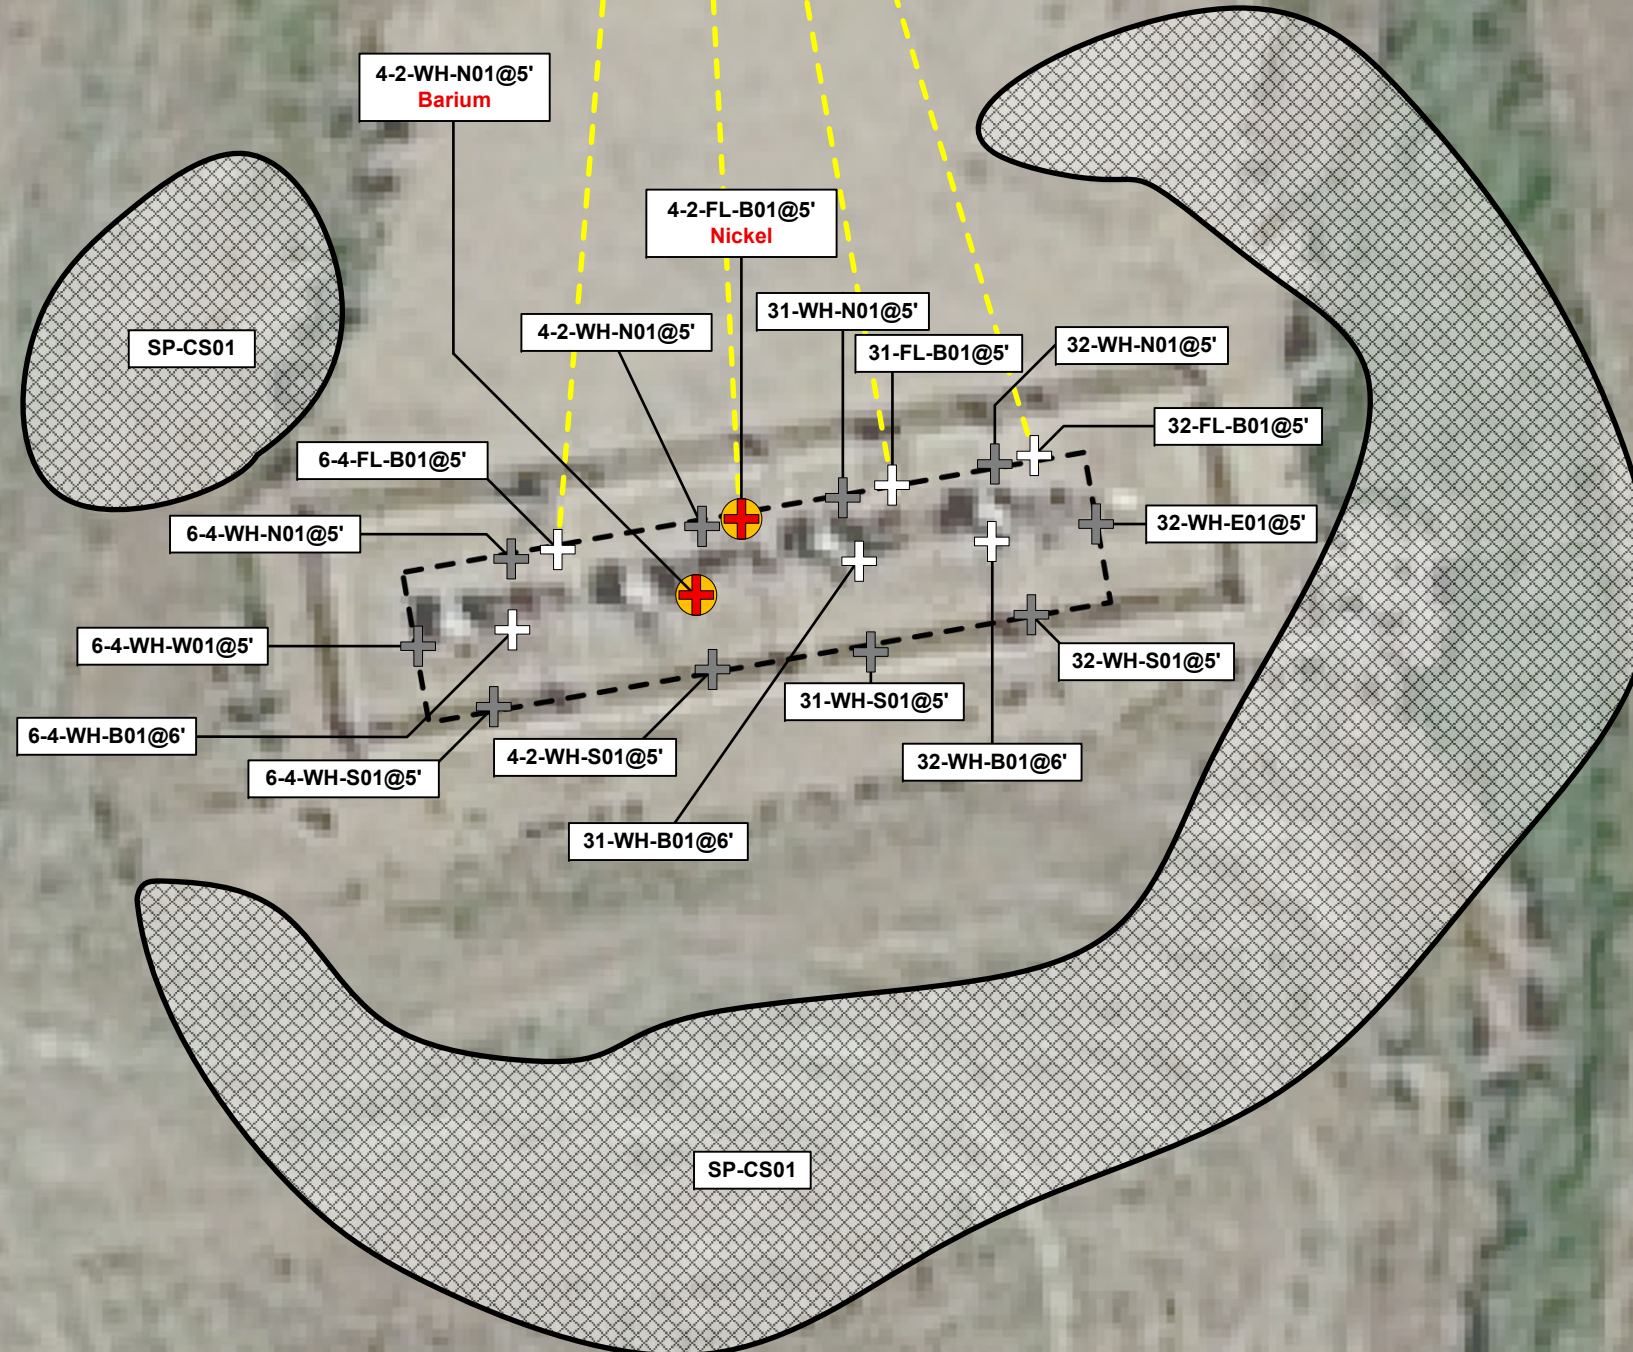 4-2-WH-N01@5'
Barium
4-2-FL-B01@5'
Nickel
31-WH-N01@5'
4-2-WH-N01@5'
31-FL-B01@5'
32-WH-N01@5'
SP-CS01
32-FL-B01@5'
6-4-FL-B01@5'
6-4-WH-N01@5'
32-WH-E01@5'
6-4-WH-W01@5'
32-WH-S01@5'
31-WH-S01@5'
6-4-WH-B01@6'
4-2-WH-S01@5'
32-WH-B01@6'
6-4-WH-S01@5'
31-WH-B01@6'
SP-CS01